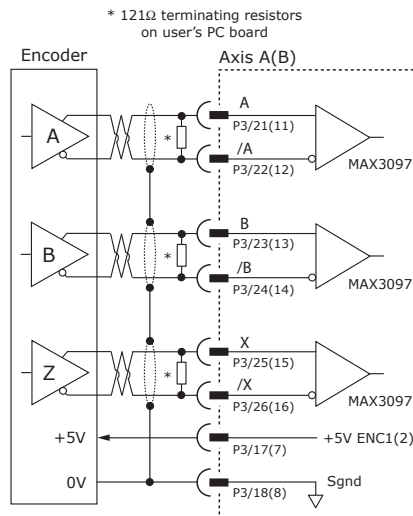 * 121Ω terminating resistors
on user's PC board
Encoder
Axis A(B)
A
A
P3/21(11)
*
/A
P3/22(12)
MAX3097
B
B
P3/23(13)
*
/B
P3/24(14)
MAX3097
Z
X
P3/25(15)
*
/X
P3/26(16)
MAX3097
+5V
P3/17(7)
+5V ENC1(2)
0V
P3/18(8)
Sgnd